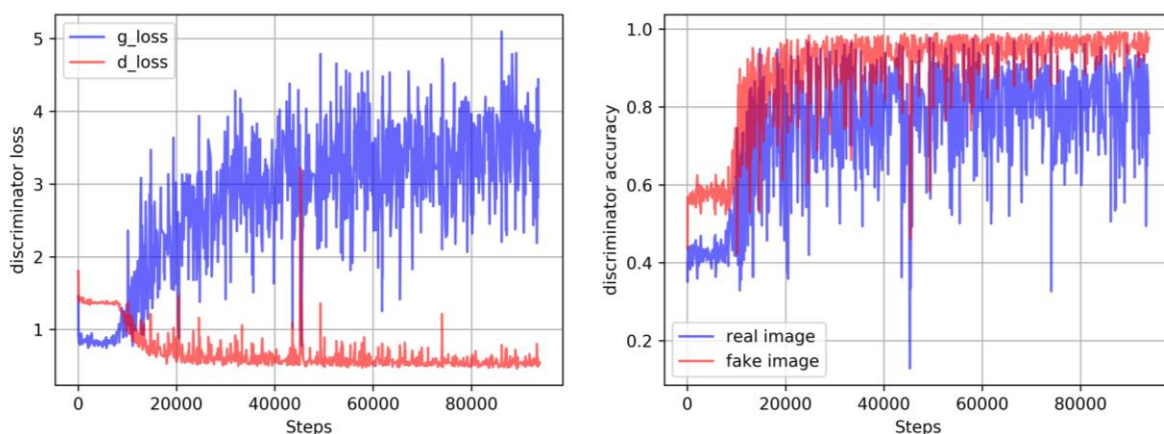 g_loss
d_loss
5
4
3
2
1
discriminator loss
0
20000
40000
60000
80000
Steps
1.0
0.8
0.6
0.4
0.2
discriminator accuracy
real image
fake image
0
20000
40000
60000
80000
Steps